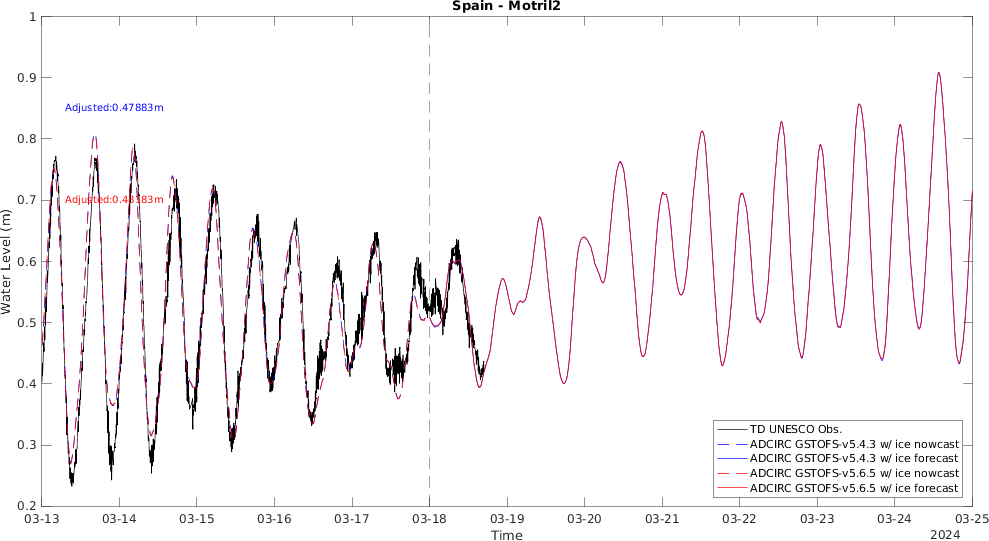 Spain - Motril2
1
0.9
0.8
0.7
0.6
0.5
0.4
0.3
0.2
Water Level (m)
Adjusted:0.47883m
03-13
03-14
03-15
03-16
03-17
03-18
03-19
03-20
03-21
03-22
03-23
03-24
03-25
Time
2024
TD UNESCO Obs.
ADCIRC GSTOFS-v5.4.3 w/ ice nowcast
ADCIRC GSTOFS-v5.4.3 w/ ice forecast
ADCIRC GSTOFS-v5.6.5 w/ ice nowcast
ADCIRC GSTOFS-v5.6.5 w/ ice forecast